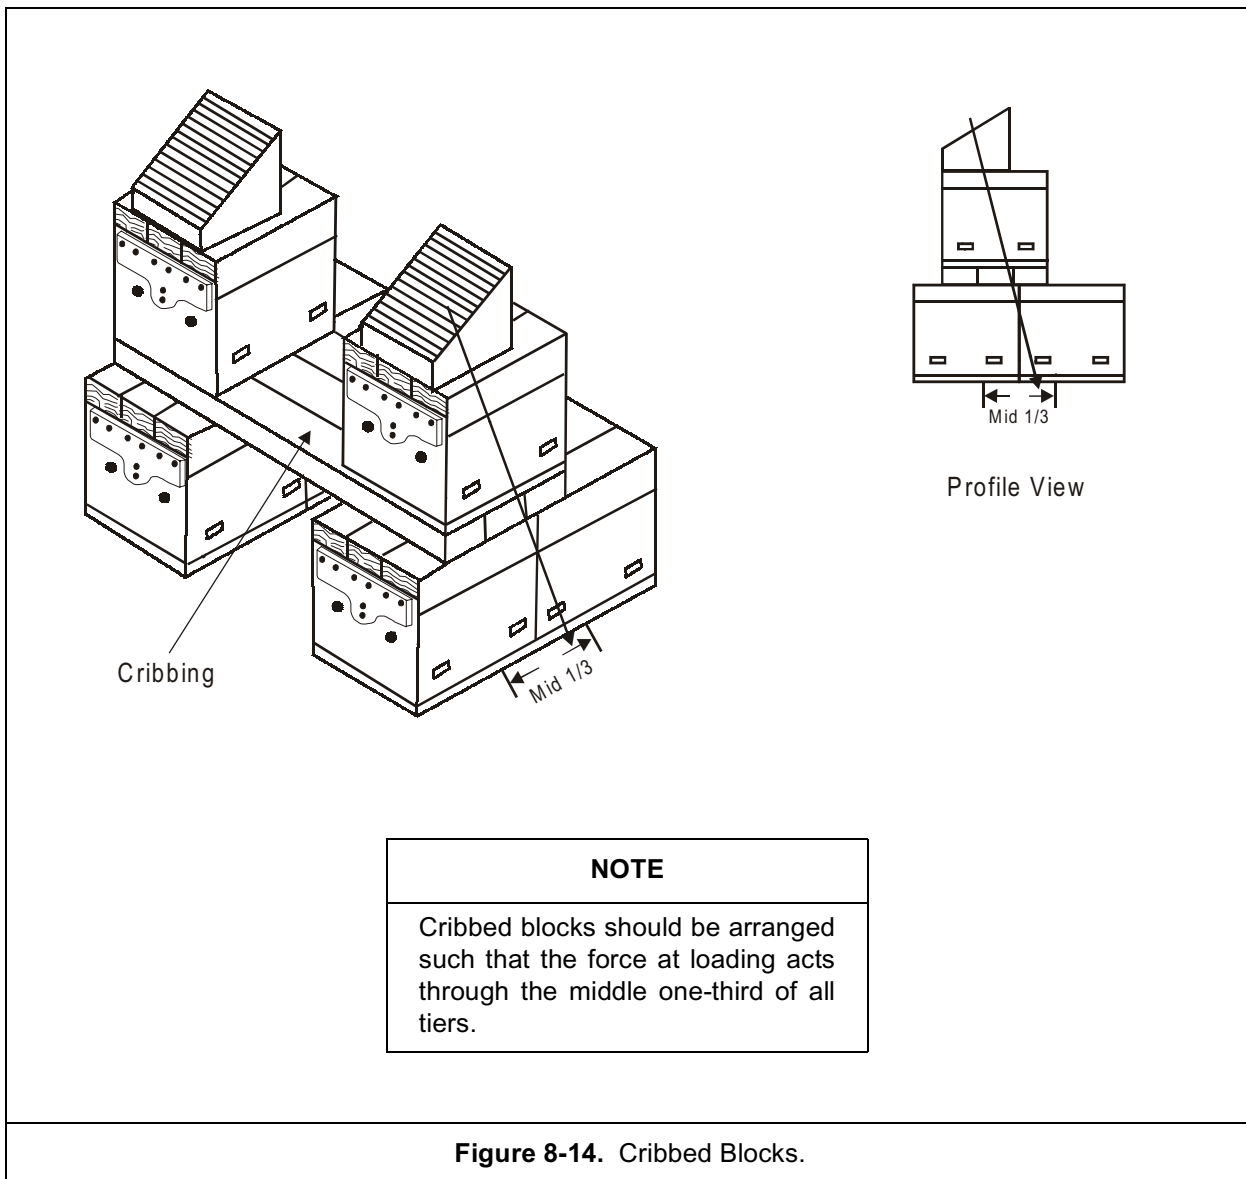 Mid 1/3
Profile View
Cribbing
Mid 1/3
NOTE
Cribbed blocks should be arranged
such that the force at loading acts
through the middle one-third of all
tiers.
Figure 8-14. Cribbed Blocks.